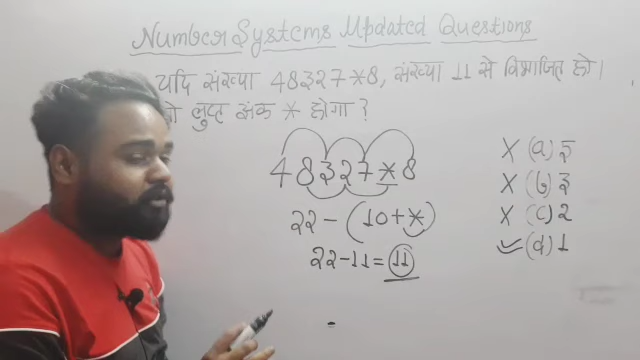 Number Systems Updated Questions
यदि संख्या 48327*8, संख्या 11 से विभाजित हो।
लुप्त अंक * होगा ?
48327*8
22 - (10+*)
22-11=11
X (a) 5
X (b) 3
X (c) 2
✓ (d) 1